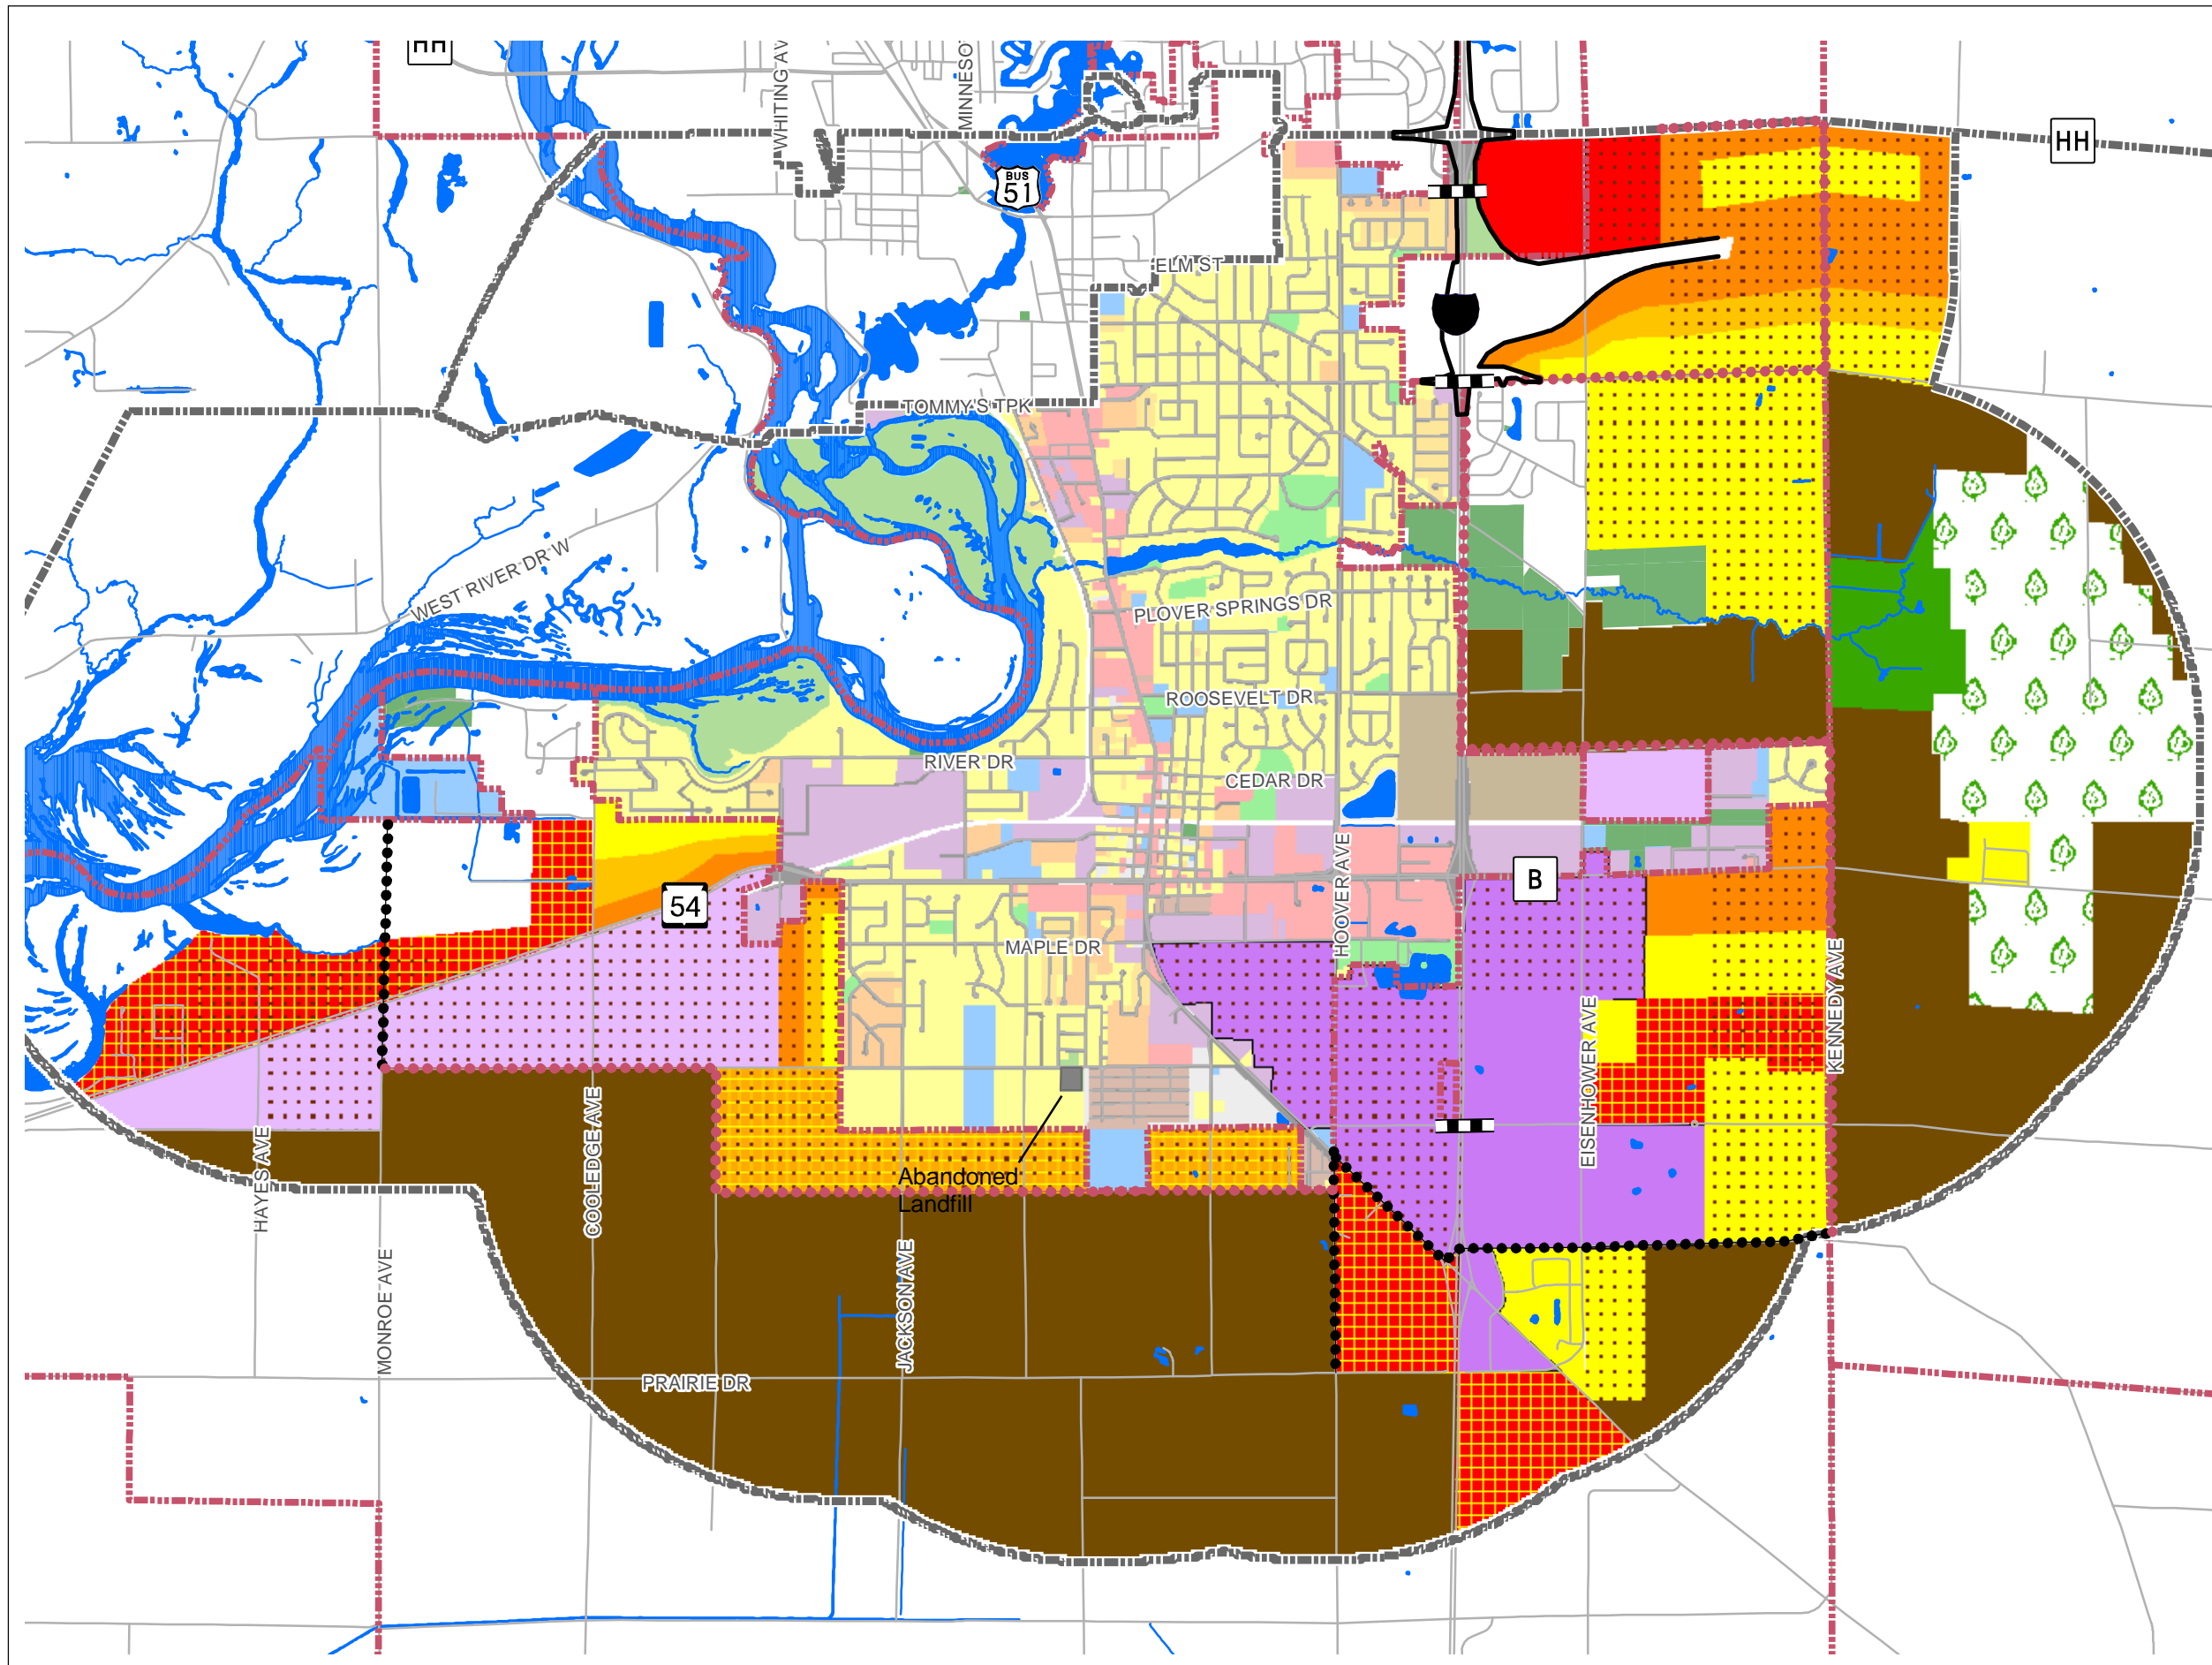 HH
WHITING AV
MINNESO
HH
BUS
51
ELM ST
TOMMY'S TPK
WEST RIVER DR W
PLOVER SPRINGS DR
ROOSEVELT DR
RIVER DR
CEDAR DR
HOOVER AVE
B
54
MAPLE DR
KENNEDY AVE
EISENHOWER AVE
COOLEDGE AVE
HAYES AVE
Abandoned
Landfill
MONROE AVE
JACKSON AVE
PRAIRIE DR